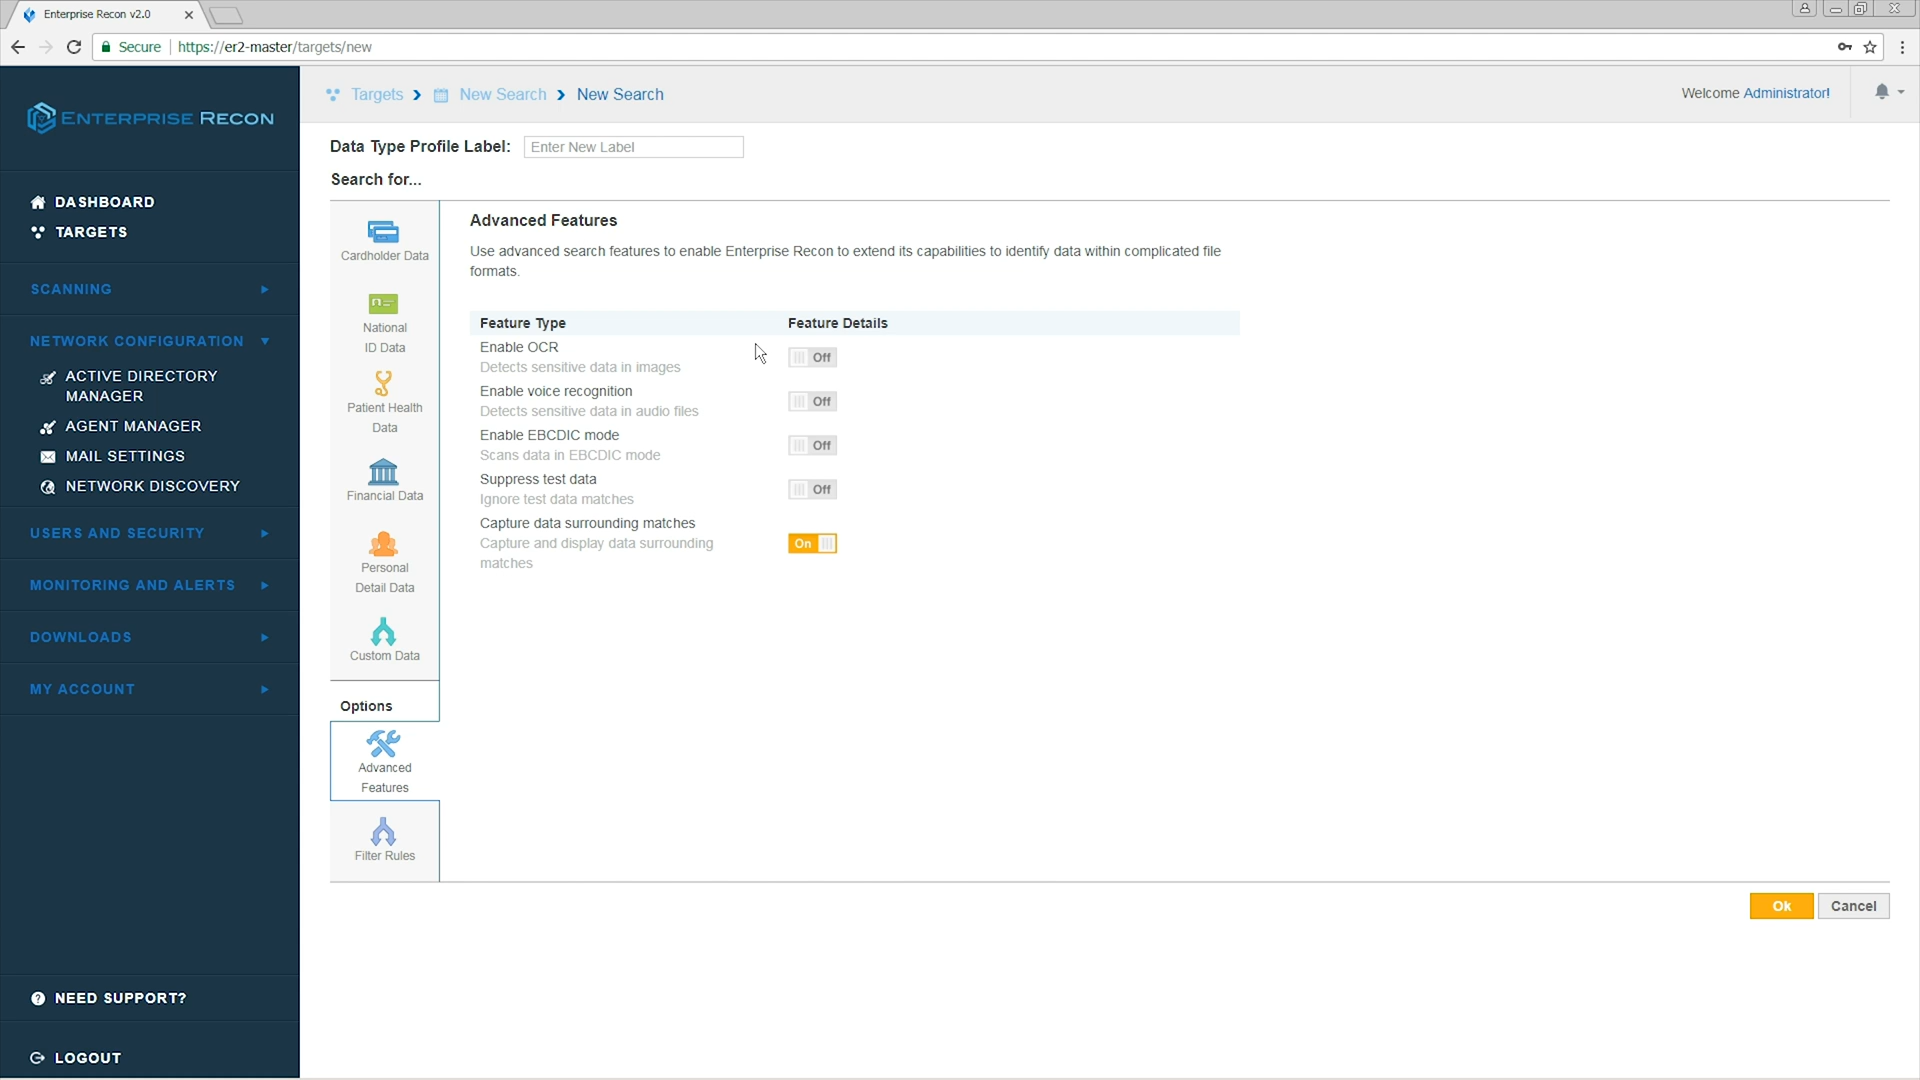 Enterprise Recon v2.0
Secure https://er2-master/targets/new
ENTERPRISE RECON
DASHBOARD
TARGETS
SCANNING
NETWORK CONFIGURATION
ACTIVE DIRECTORY
MANAGER
AGENT MANAGER
MAIL SETTINGS
NETWORK DISCOVERY
USERS AND SECURITY
MONITORING AND ALERTS
DOWNLOADS
MY ACCOUNT
NEED SUPPORT?
LOGOUT
Targets > New Search > New Search
Welcome Administrator!
Data Type Profile Label: Enter New Label
Search for...
Cardholder Data
National
ID Data
Patient Health
Data
Financial Data
Personal
Detail Data
Custom Data
Options
Advanced
Features
Filter Rules
Advanced Features
Use advanced search features to enable Enterprise Recon to extend its capabilities to identify data within complicated file
formats.
Feature Type Feature Details
Enable OCR
Detects sensitive data in images
Off
Enable voice recognition
Detects sensitive data in audio files
Off
Enable EBCDIC mode
Scans data in EBCDIC mode
Off
Suppress test data
Ignore test data matches
Off
Capture data surrounding matches
Capture and display data surrounding
matches
On
Ok Cancel